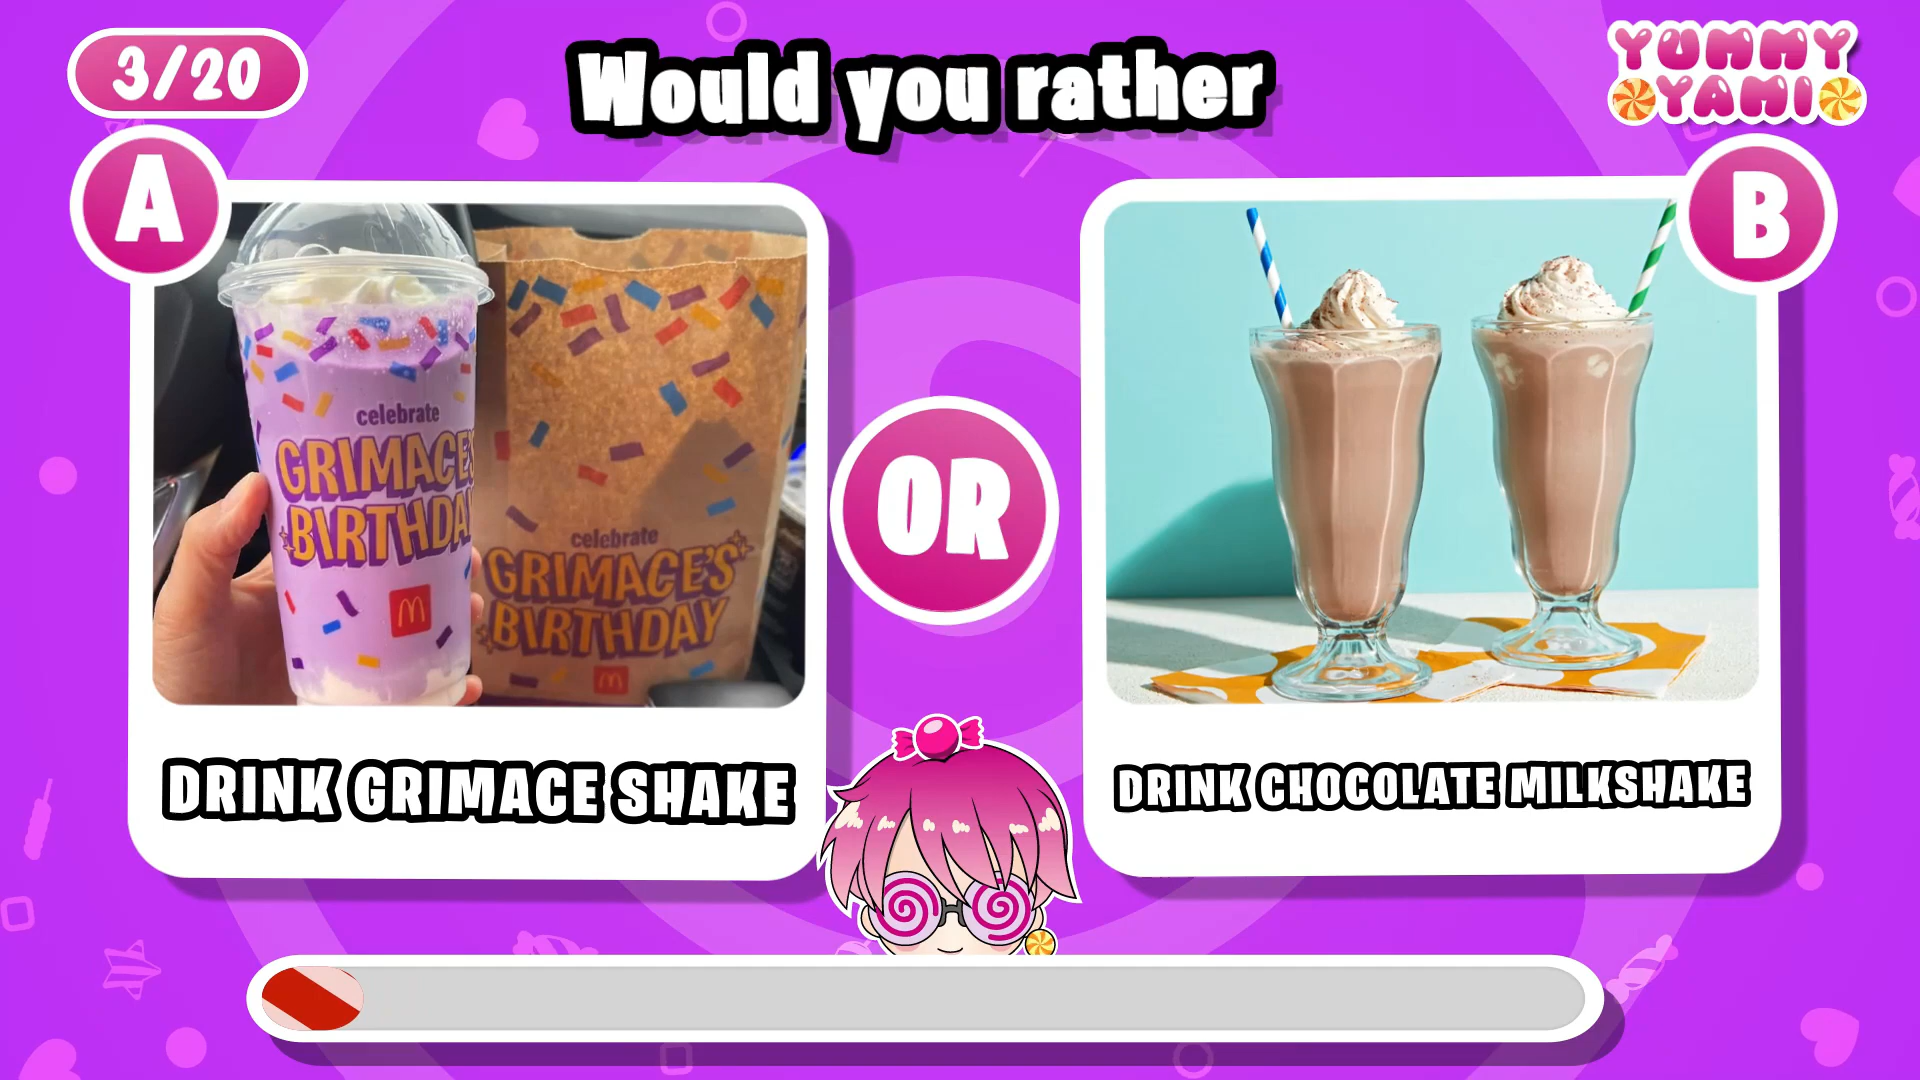 3/20
Would you rather
YUMMY
YAMI
A
B
celebrate
GRIMACE'S
BIRTHDAY
celebrate
GRIMACE'S
BIRTHDAY
OR
DRINK GRIMACE SHAKE
DRINK CHOCOLATE MILKSHAKE